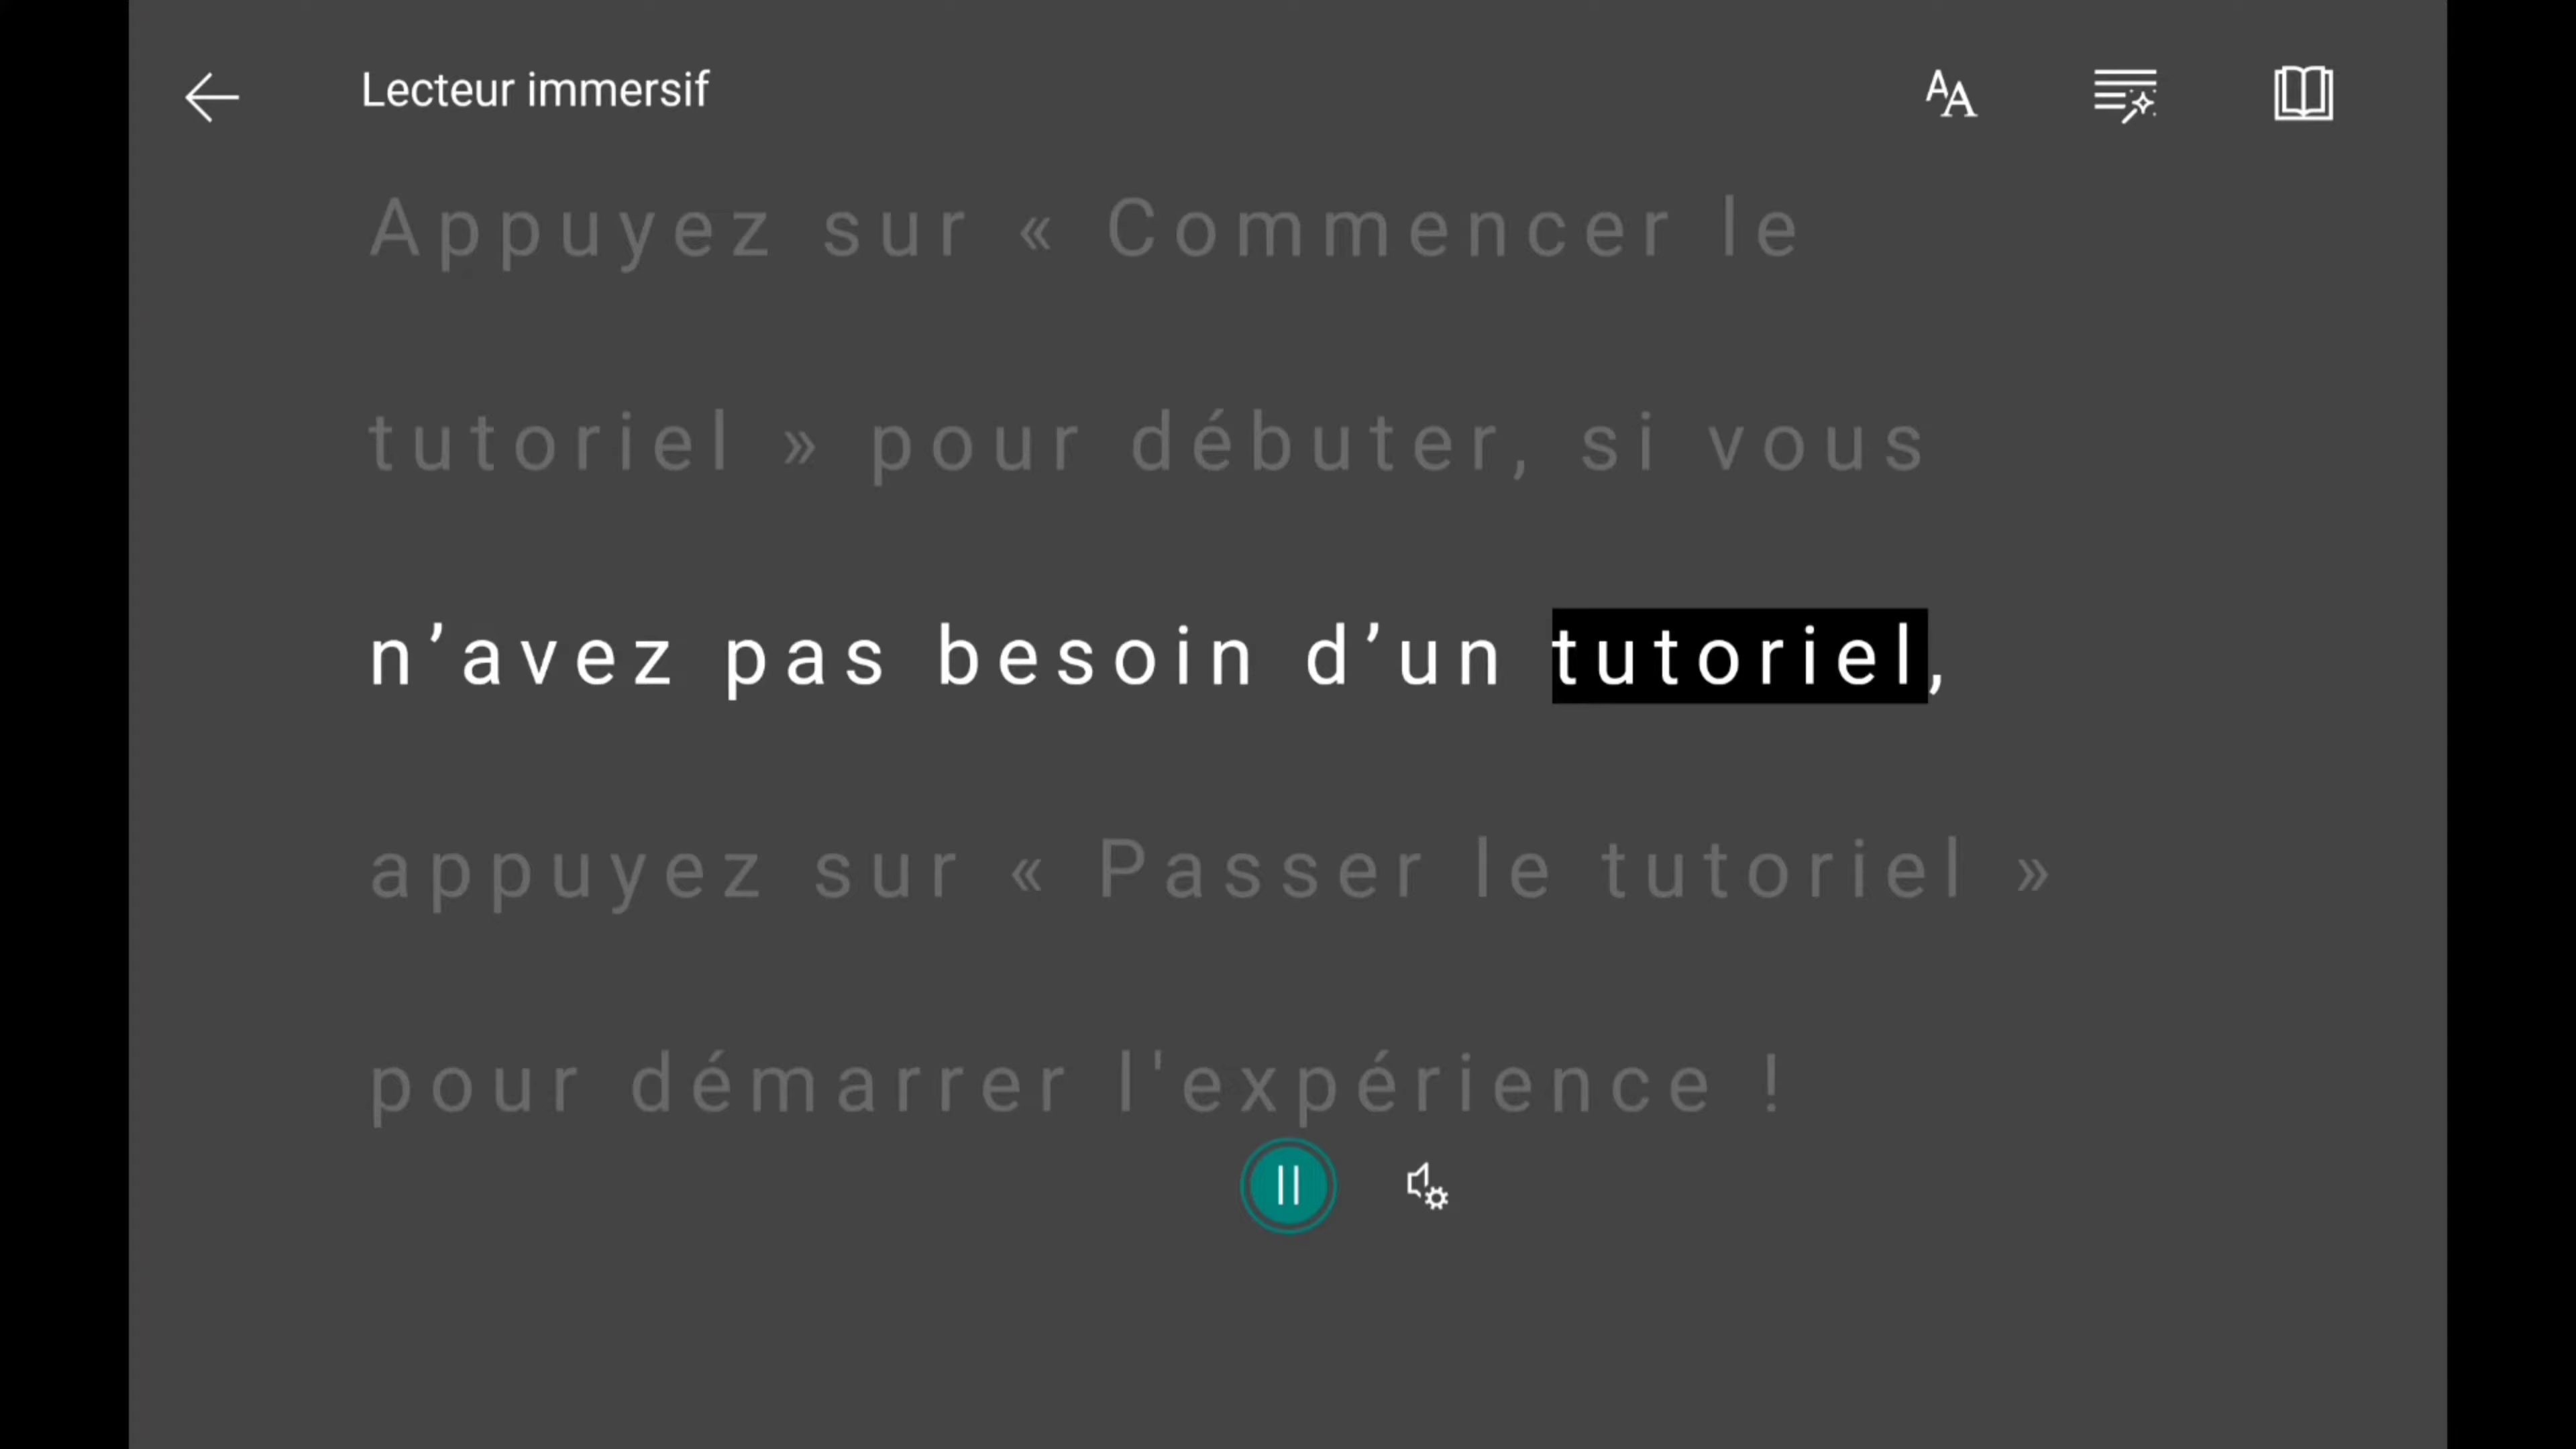 Lecteur immersif
Appuyez sur « Commencer le
tutoriel » pour débuter, si vous
n’avez pas besoin d’un tutoriel,
appuyez sur « Passer le tutoriel »
pour démarrer l'expérience !